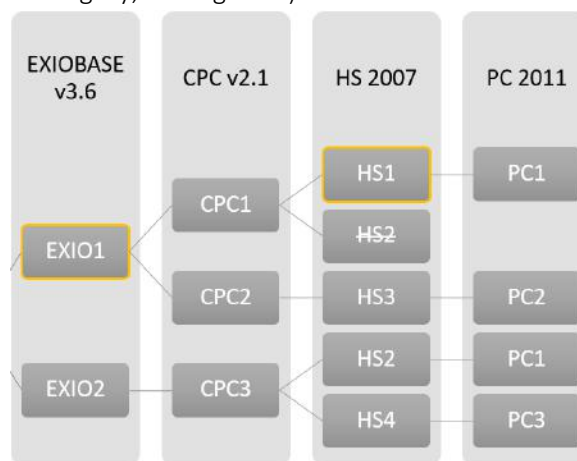 EXIOBASE v3.6
CPC v2.1
HS 2007
PC 2011
HS1
PC1
CPC1
HS2
EXIO1
CPC2
HS3
PC2
HS2
PC1
EXIO2
CPC3
HS4
PC3